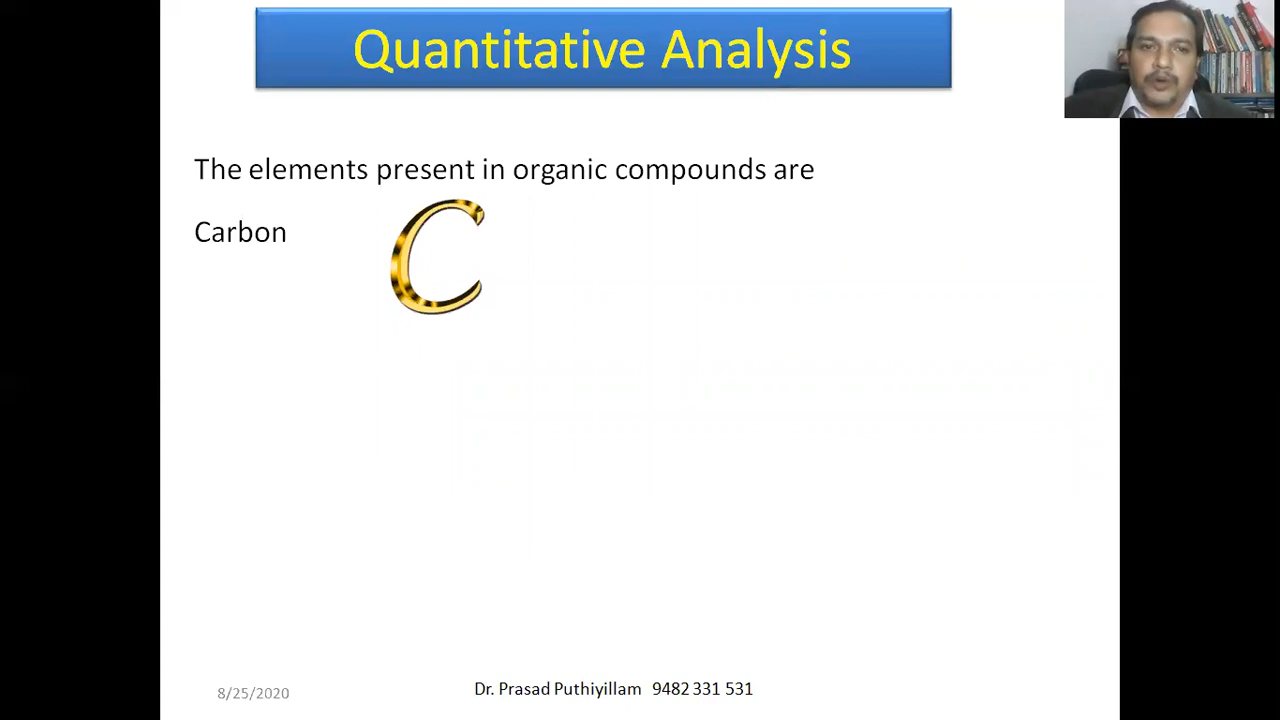 Quantitative Analysis
The elements present in organic compounds are
Carbon
C
8/25/2020
Dr. Prasad Puthiyillam 9482 331 531